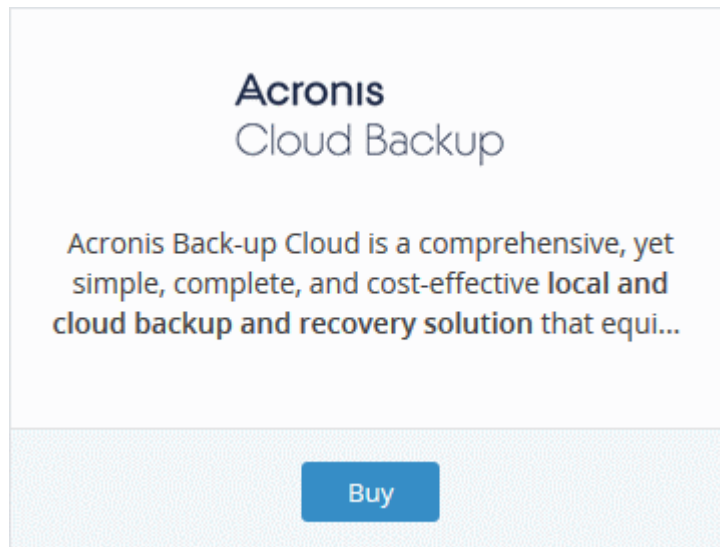 Acronis
Cloud Backup
Acronis Back-up Cloud is a comprehensive, yet
simple, complete, and cost-effective local and
cloud backup and recovery solution that equi...
Buy